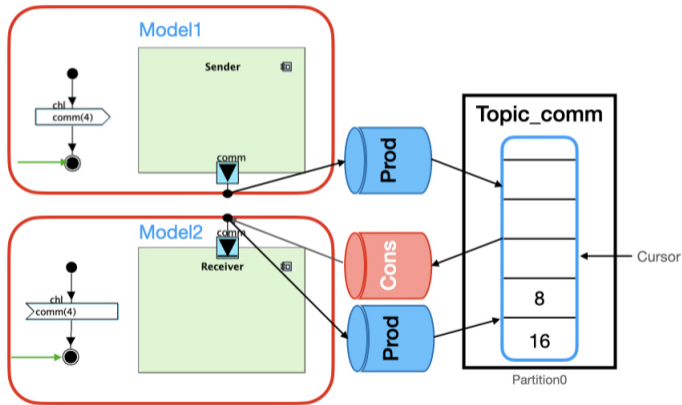 Model1
Sender
chl
comm(4)
comm
Prod
Topic_comm
Model2
comm
Receiver
chl
comm(4)
Cons
Prod
Cursor
8
16
Partition0